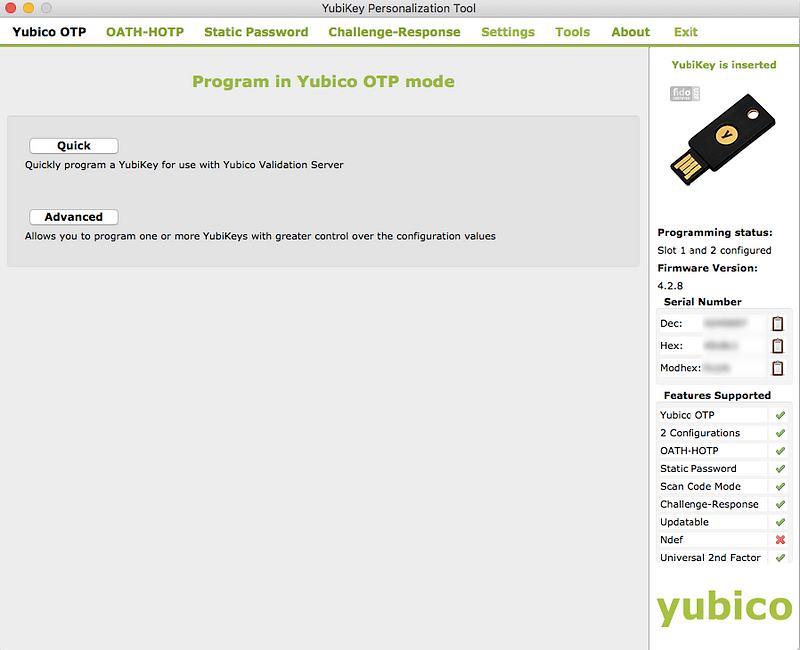 YubiKey Personalization Tool
Yubico OTP OATH-HOTP Static Password Challenge-Response Settings Tools About Exit
Program in Yubico OTP mode
Quick
Quickly program a YubiKey for use with Yubico Validation Server
Advanced
Allows you to program one or more YubiKeys with greater control over the configuration values
YubiKey is inserted
fido
Programming status:
Slot 1 and 2 configured
Firmware Version:
4.2.8
Serial Number
Dec:
Hex:
Modhex:
Features Supported
Yubico OTP
2 Configurations
OATH-HOTP
Static Password
Scan Code Mode
Challenge-Response
Updatable
Ndef
Universal 2nd Factor
yubico